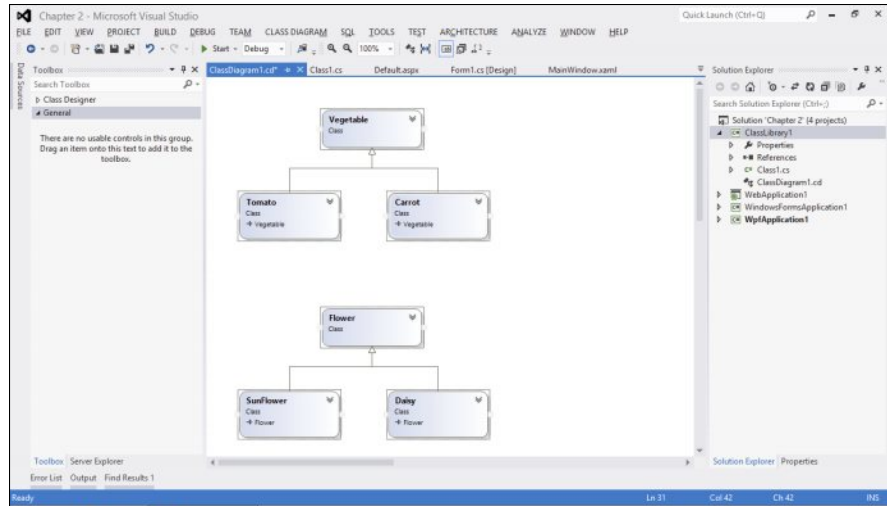 Chapter 2 - Microsoft Visual Studio
Quick Launch (Ctrl+Q)
FILE EDIT VIEW PROJECT BUILD DEBUG TEAM CLASS DIAGRAM SQL TOOLS TEST ARCHITECTURE ANALYZE WINDOW HELP
Start Debug 100%
Data Sources
Toolbox
Search Toolbox
Class Designer
General
There are no usable controls in this group.
Drag an item onto this text to add it to the
toolbox.
Toolbox Server Explorer
ClassDiagram1.cd* Class1.cs Default.aspx Form1.cs [Design] MainWindow.xaml
Vegetable
Class
Tomato
Class
Vegetable
Carrot
Class
Vegetable
Flower
Class
SunFlower
Class
Flower
Daisy
Class
Flower
Solution Explorer
Search Solution Explorer (Ctrl+;)
Solution 'Chapter 2' (4 projects)
ClassLibrary1
Properties
References
Class1.cs
ClassDiagram1.cd
WebApplication1
WindowsFormsApplication1
WpfApplication1
Solution Explorer Properties
Error List Output Find Results 1
Ready Ln 31 Col 42 Ch 42 INS